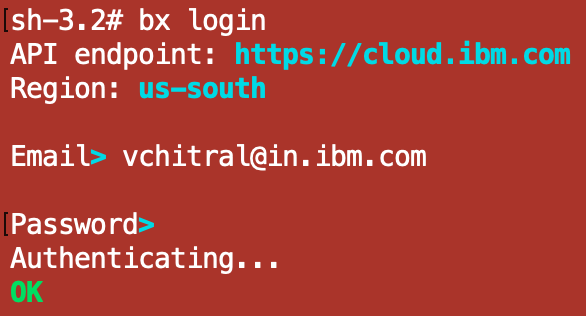 [sh-3.2# bx login
API endpoint: https://cloud.ibm.com
Region: us-south
Email> vchitral@in.ibm.com
[Password>
Authenticating...
OK